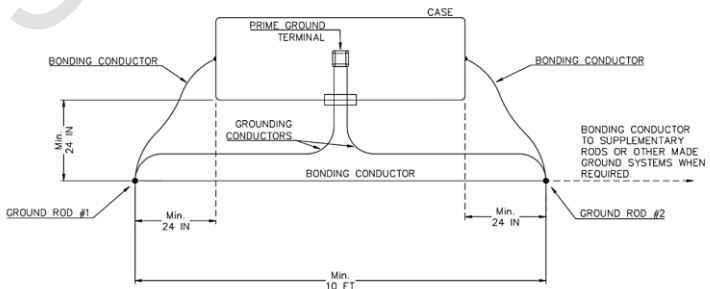 CASE
PRIME GROUND
TERMINAL
BONDING CONDUCTOR
BONDING CONDUCTOR
Min.
24 IN
GROUNDING
CONDUCTORS
BONDING CONDUCTOR
TO SUPPLEMENTARY
RODS OR OTHER MADE
GROUND SYSTEMS WHEN
REQUIRED.
BONDING CONDUCTOR
GROUND ROD #1
Min.
24 IN
Min.
24 IN
GROUND ROD #2
Min.
10 FT